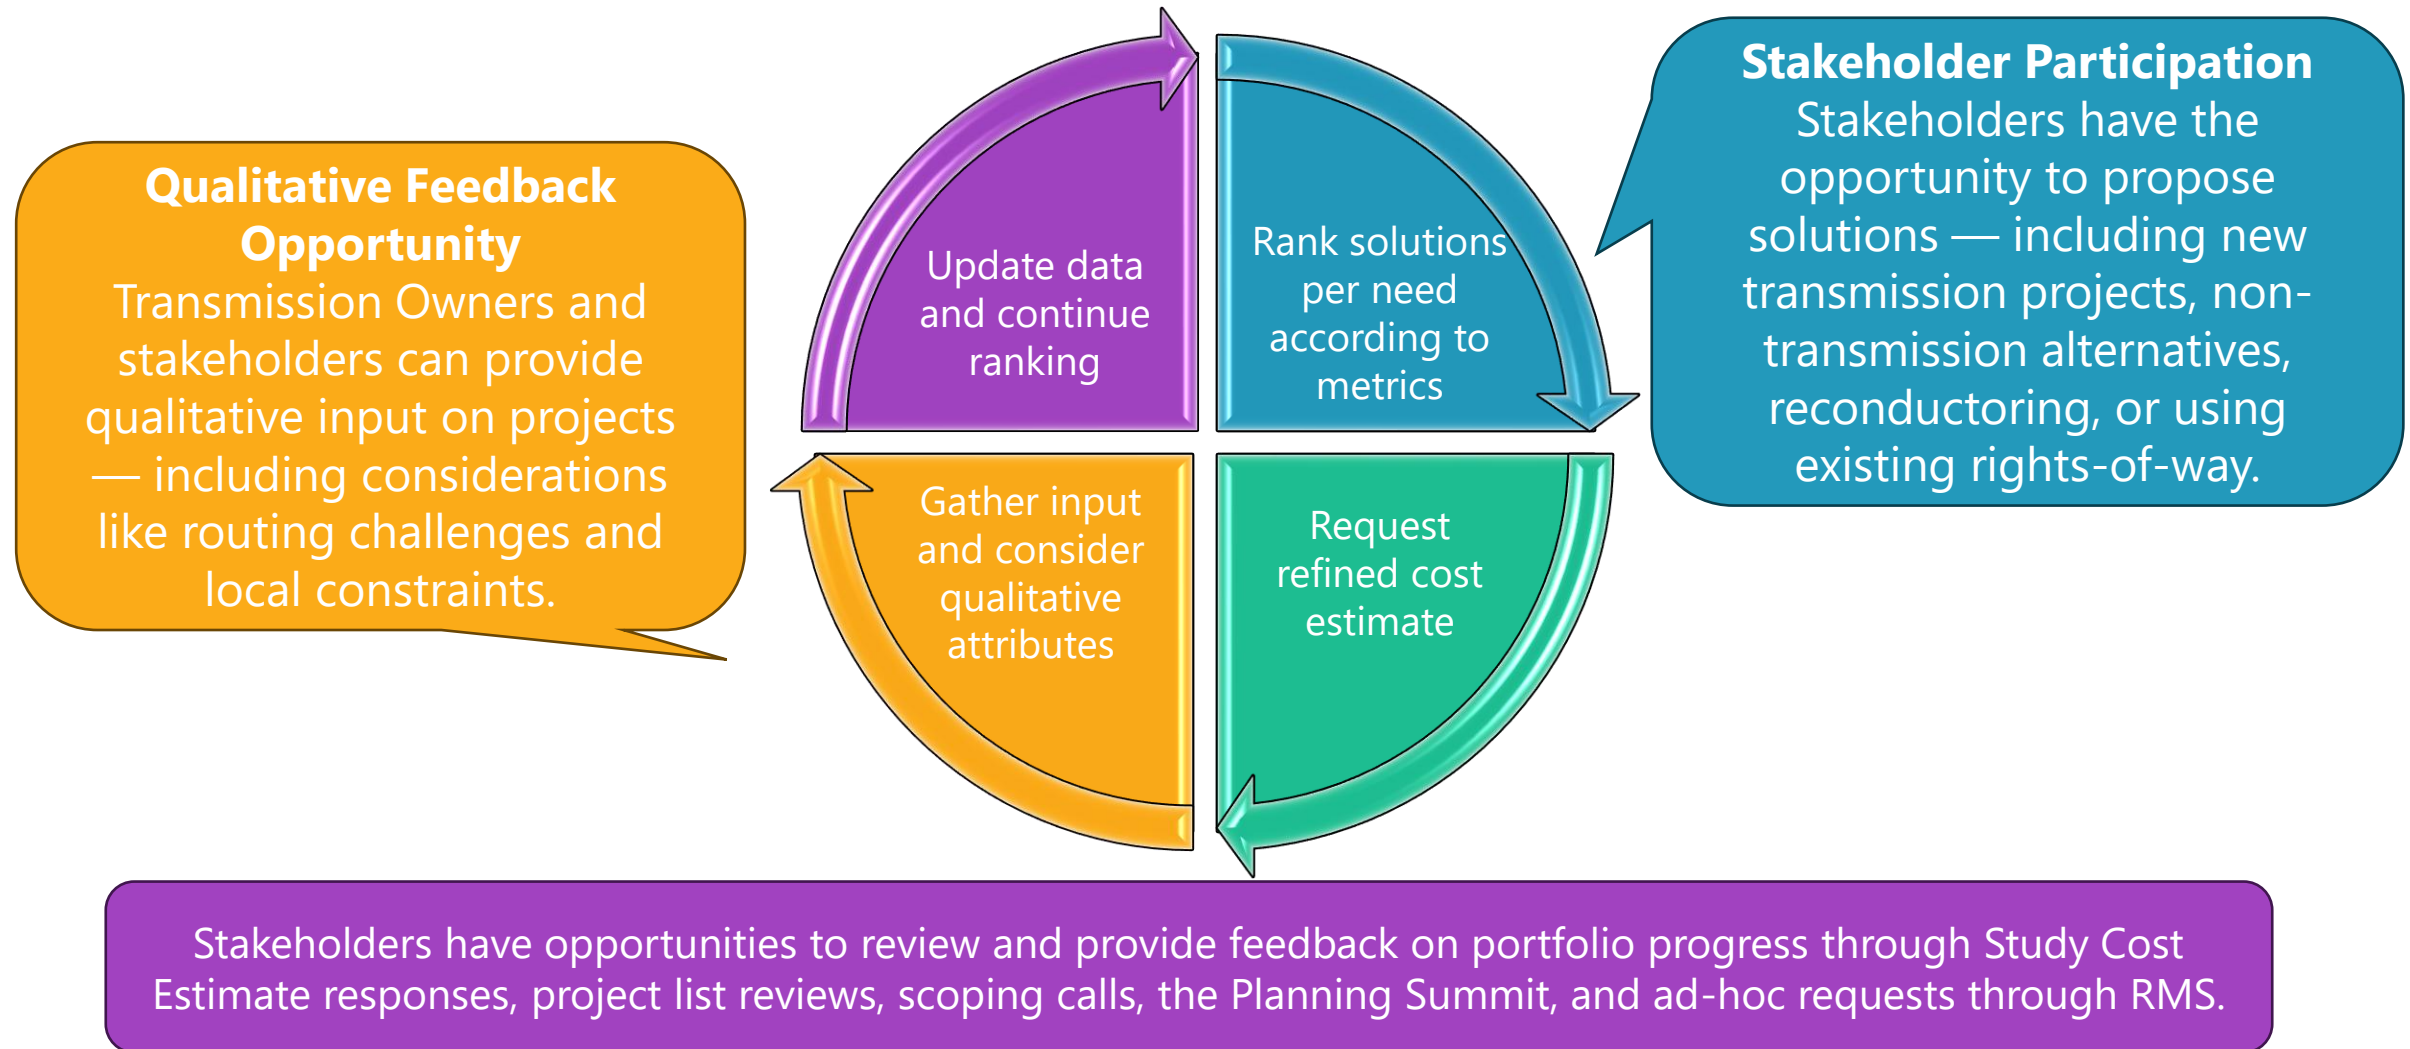 Qualitative Feedback
Opportunity
Transmission Owners and
stakeholders can provide
qualitative input on projects
— including considerations
like routing challenges and
local constraints.
Update data
and continue
ranking
Rank solutions
per need
according to
metrics
Gather input
and consider
qualitative
attributes
Request
refined cost
estimate
Stakeholder Participation
Stakeholders have the
opportunity to propose
solutions — including new
transmission projects, non-
transmission alternatives,
reconductoring, or using
existing rights-of-way.
Stakeholders have opportunities to review and provide feedback on portfolio progress through Study Cost
Estimate responses, project list reviews, scoping calls, the Planning Summit, and ad-hoc requests through RMS.